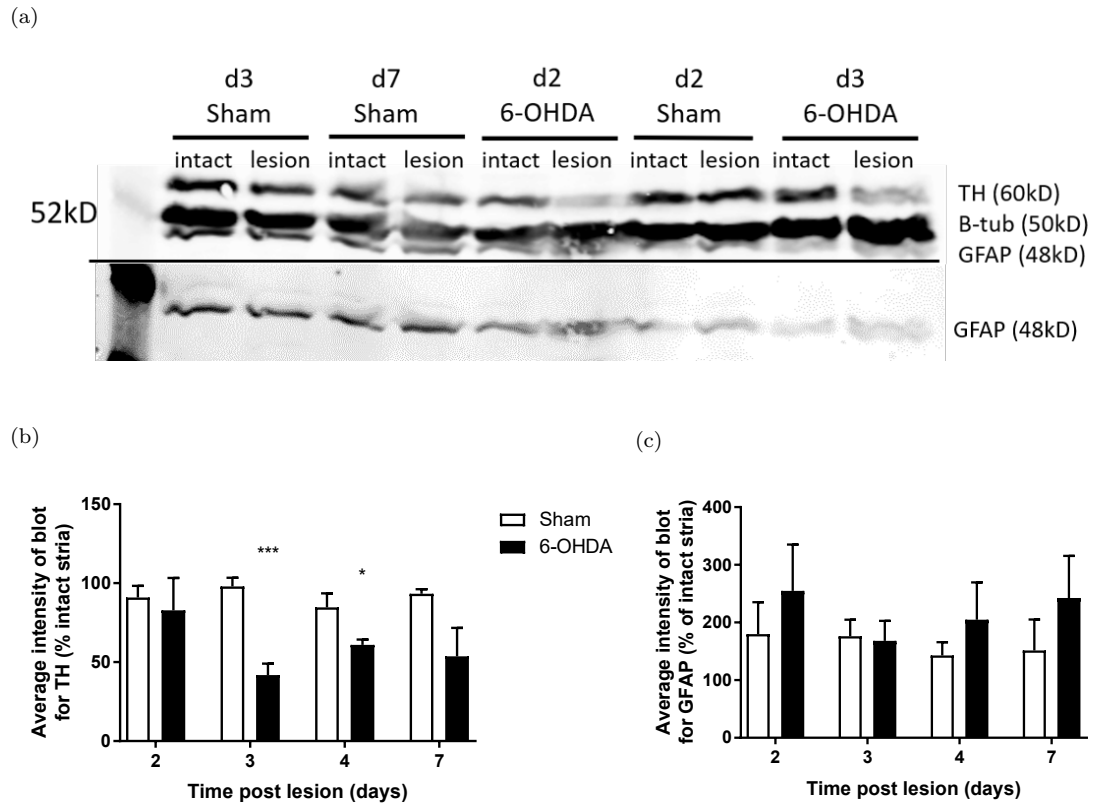 (a)
d3 d7 d2 d2 d3
Sham Sham 6-OHDA Sham 6-OHDA
intact lesion intact lesion intact lesion intact lesion intact lesion
TH (60kD)
52kD
B-tub (50kD)
GFAP (48kD)
GFAP (48kD)
(b)
150
100
50
0
Average intensity of blot
for TH (% intact stria)
***
*
2 3 4 7
Time post lesion (days)
Sham
6-OHDA
(c)
400
300
200
100
0
Average intensity of blot
for GFAP (% of intact stria)
2 3 4 7
Time post lesion (days)